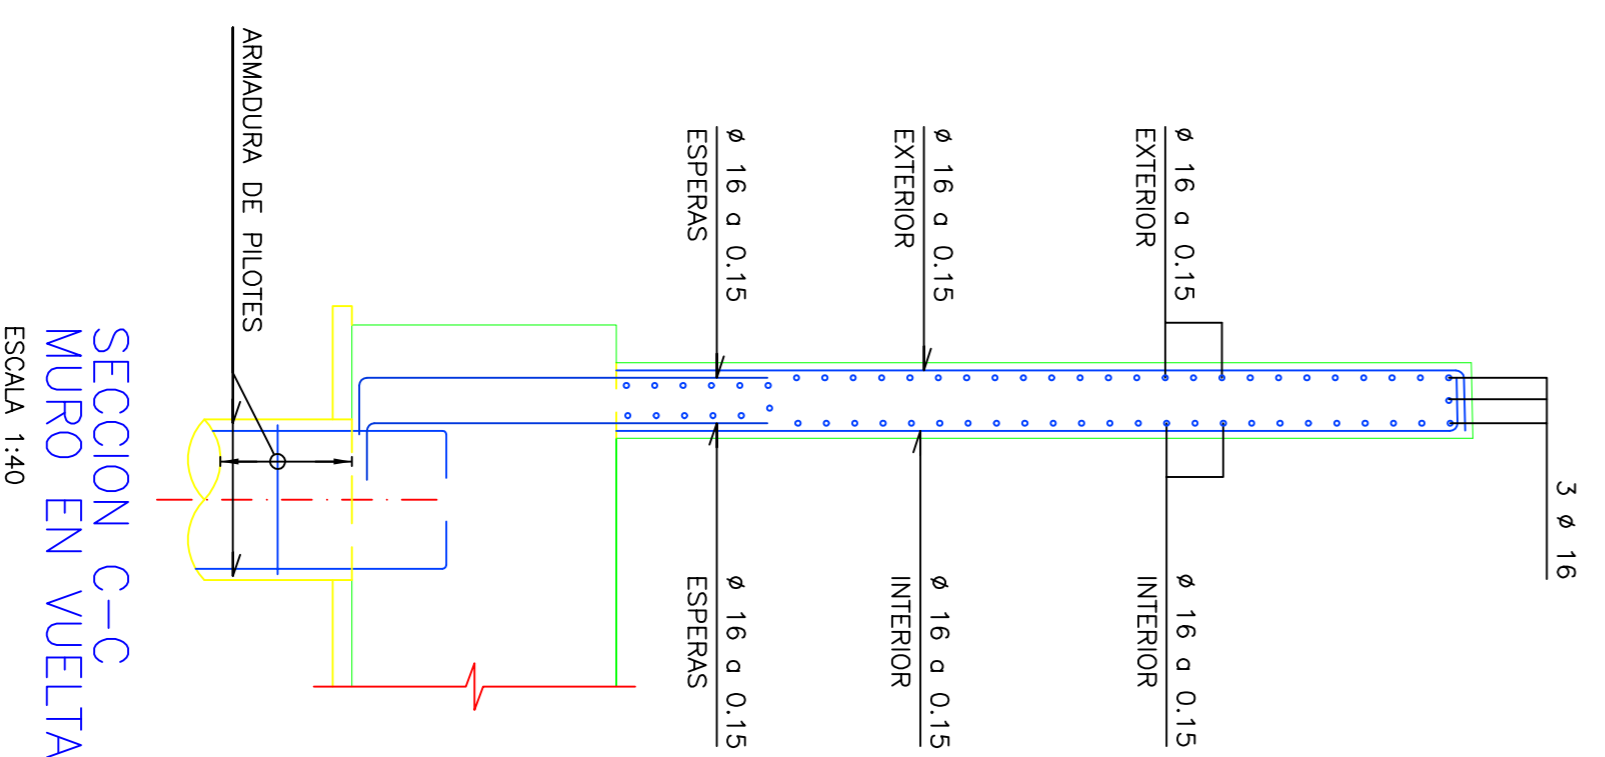 3 ø 16
ø 16 a 0.15
EXTERIOR
ø 16 a 0.15
INTERIOR
ø 16 a 0.15
EXTERIOR
ø 16 a 0.15
INTERIOR
ø 16 a 0.15
ESPERAS
ø 16 a 0.15
ESPERAS
ARMADURA DE PILOTES
SECCION C-C
MURO EN VUELTA
ESCALA 1:40